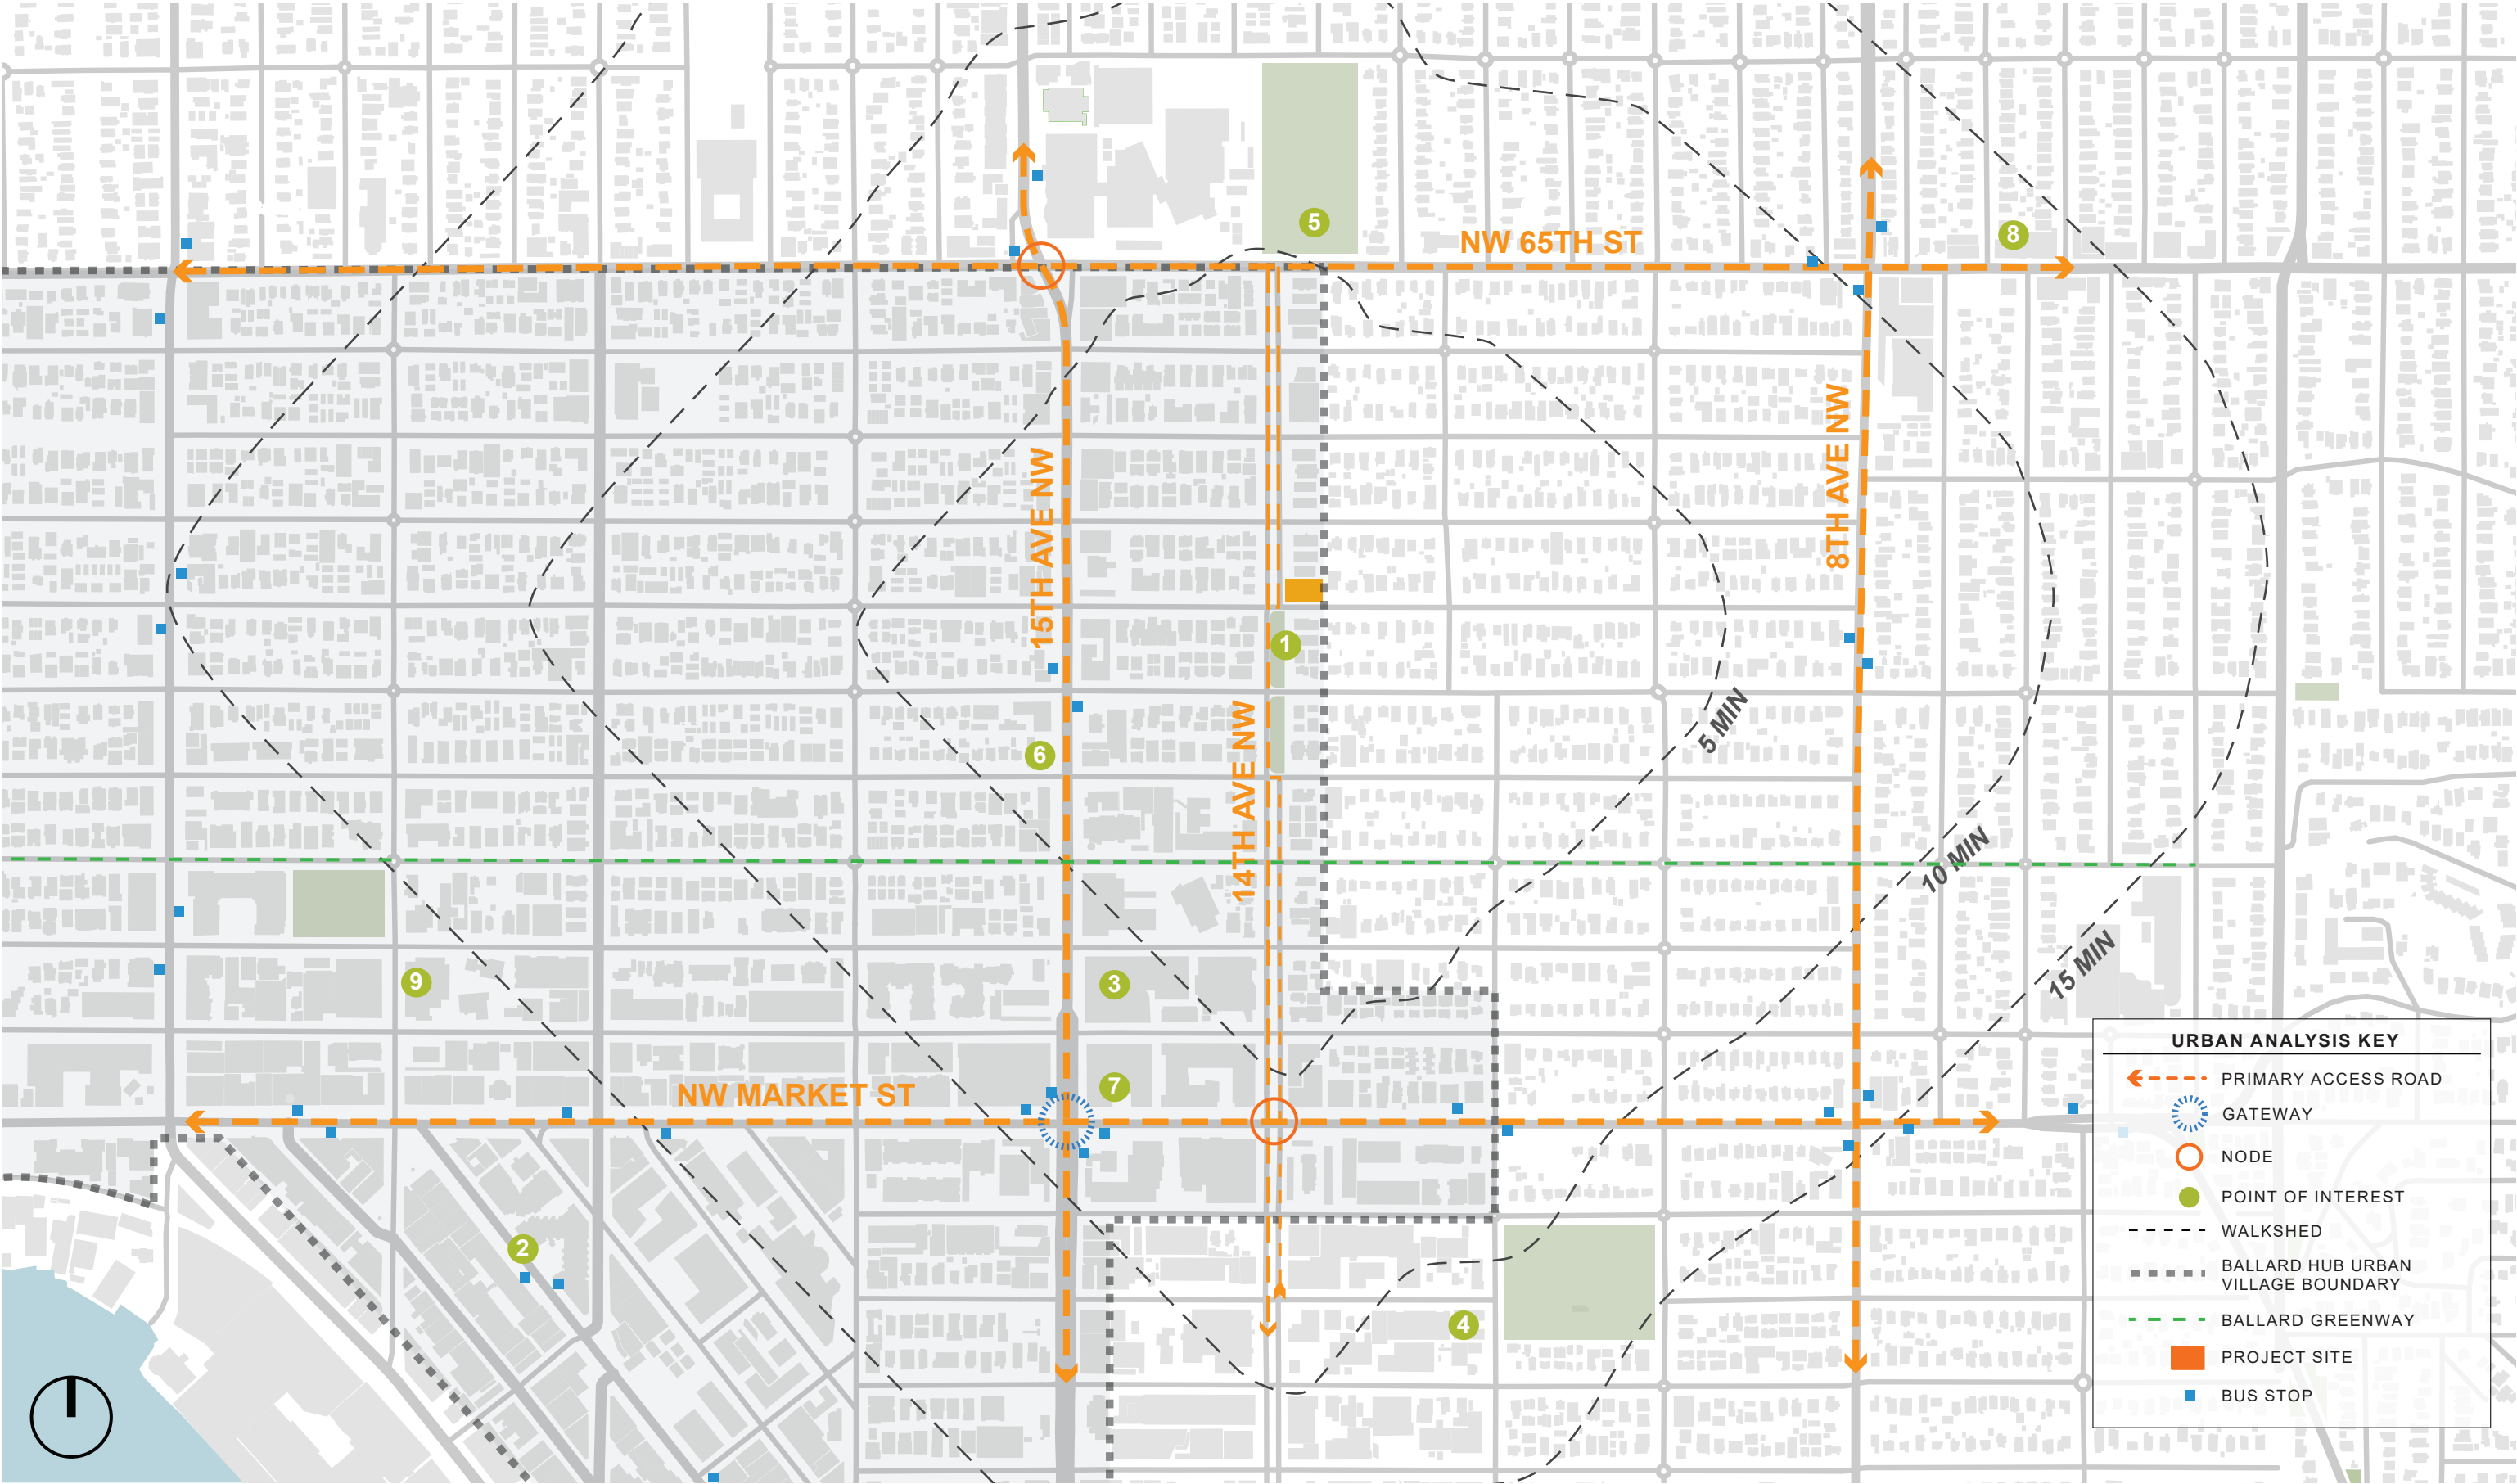 5
NW 65TH ST
8
15TH AVE NW
8TH AVE NW
1
5 MIN
6
14TH AVE NW
10 MIN
15 MIN
9
3
7
NW MARKET ST
2
4
URBAN ANALYSIS KEY
PRIMARY ACCESS ROAD
GATEWAY
NODE
POINT OF INTEREST
WALKSHED
BALLARD HUB URBAN
VILLAGE BOUNDARY
BALLARD GREENWAY
PROJECT SITE
BUS STOP